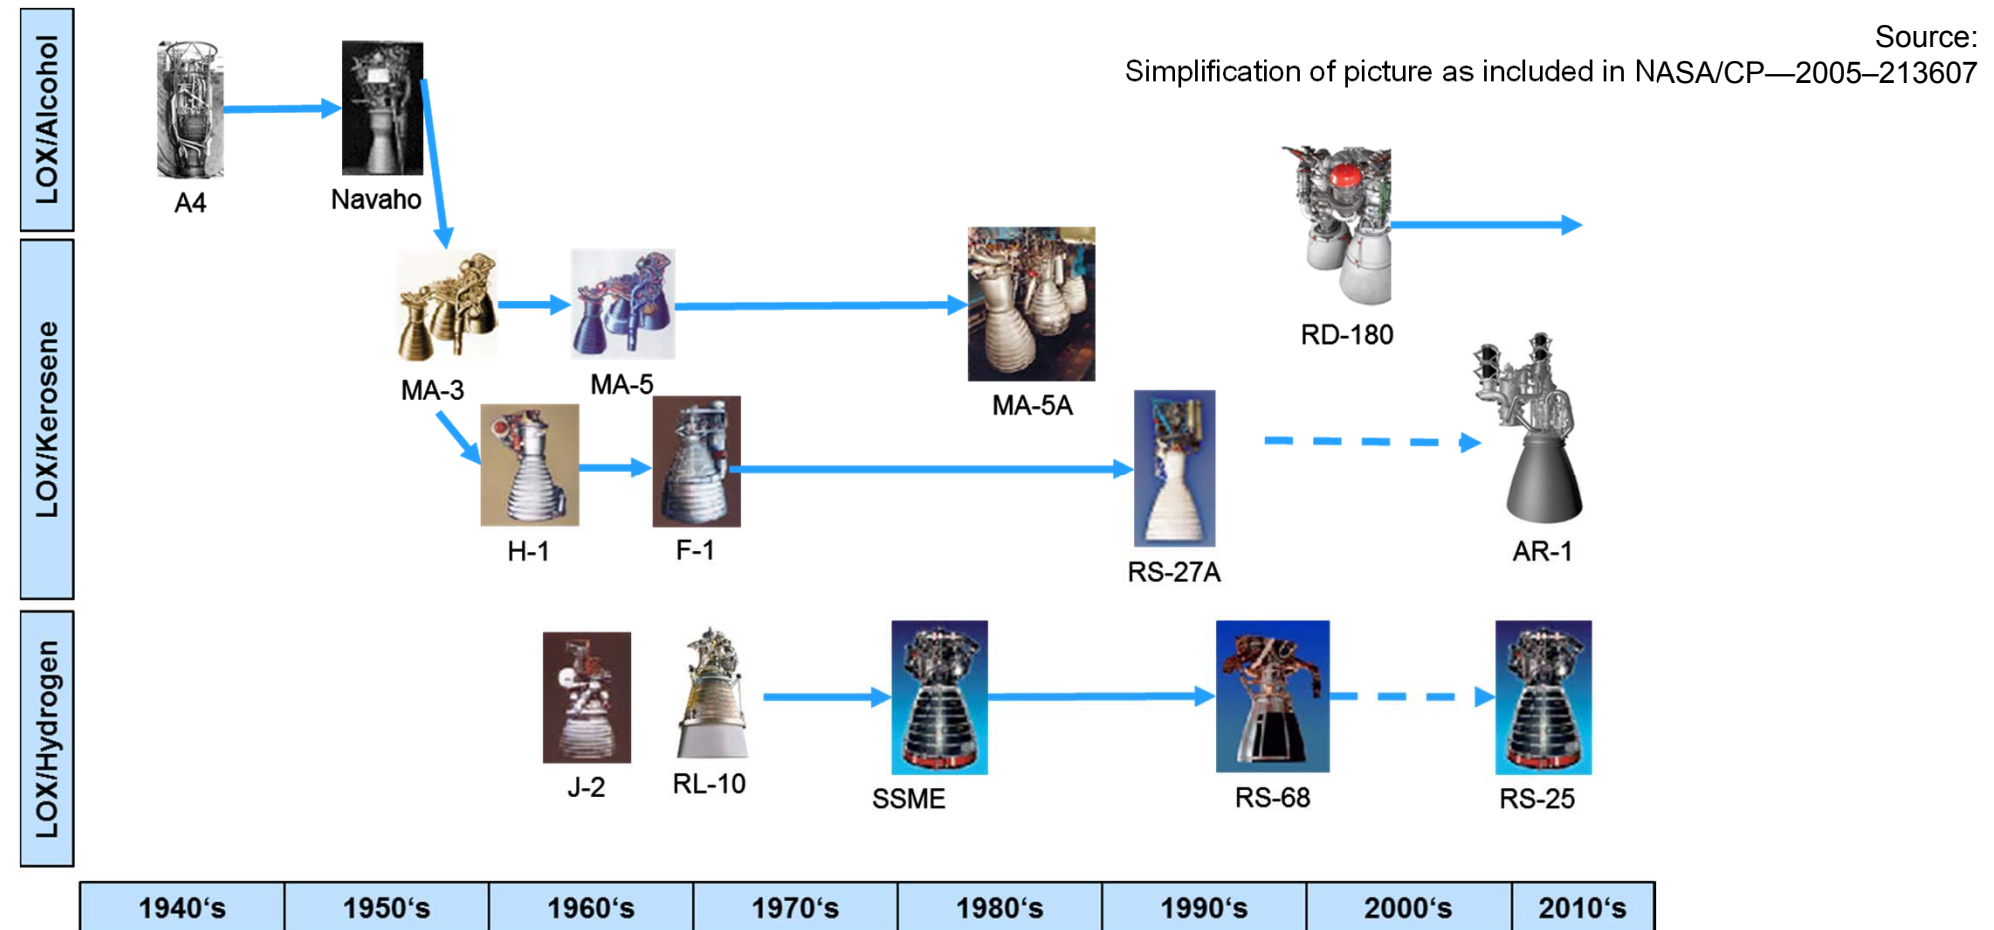 Source:
Simplification of picture as included in NASA/CP—2005–213607
LOX/Alcohol
A4
Navaho
LOX/Kerosene
RD-180
MA-3
MA-5
MA-5A
H-1
F-1
RS-27A
AR-1
LOX/Hydrogen
J-2
RL-10
SSME
RS-68
RS-25
1940‘s
1950‘s
1960‘s
1970‘s
1980‘s
1990‘s
2000‘s
2010‘s